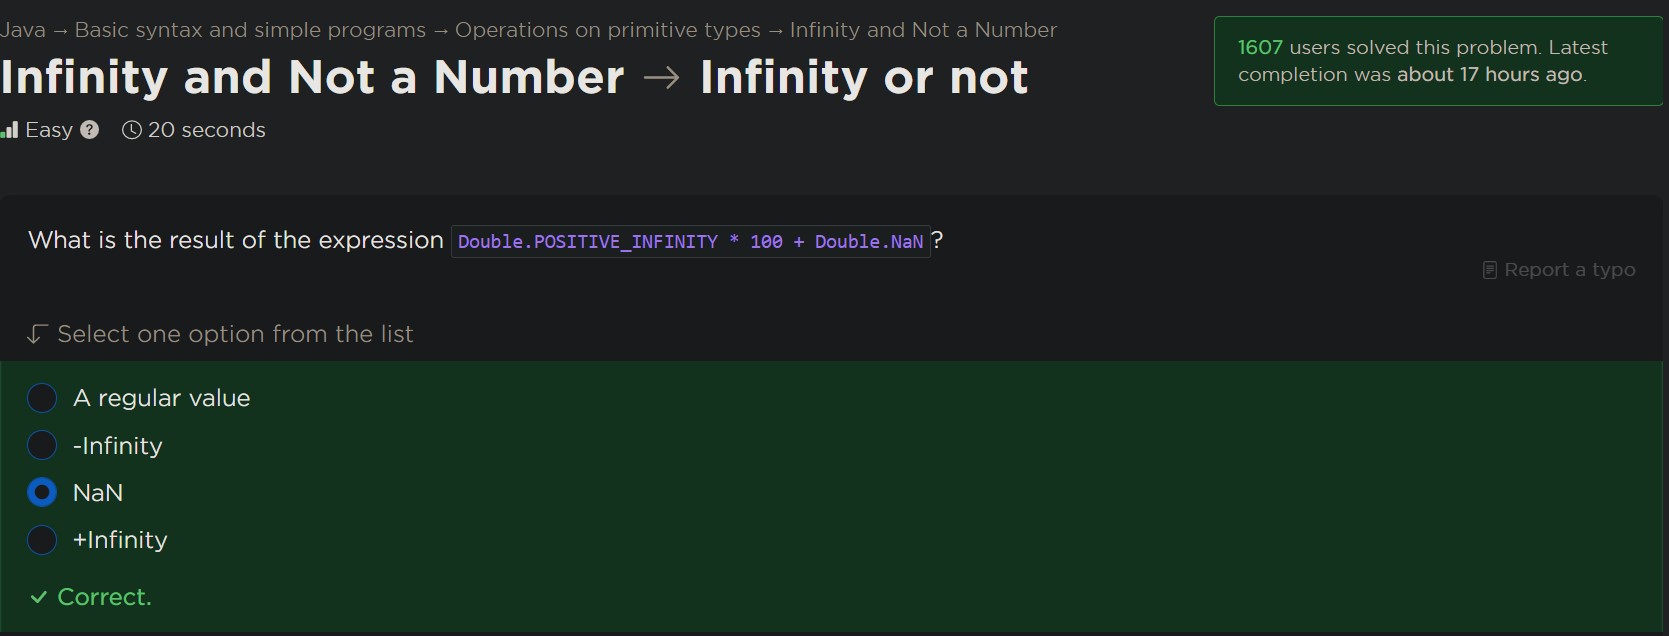 Java → Basic syntax and simple programs → Operations on primitive types → Infinity and Not a Number
Infinity and Not a Number → Infinity or not
Easy ? 20 seconds
1607 users solved this problem. Latest
completion was about 17 hours ago.
What is the result of the expression Double.POSITIVE_INFINITY * 100 + Double.NaN?
Report a typo
Select one option from the list
A regular value
-Infinity
NaN
+Infinity
Correct.